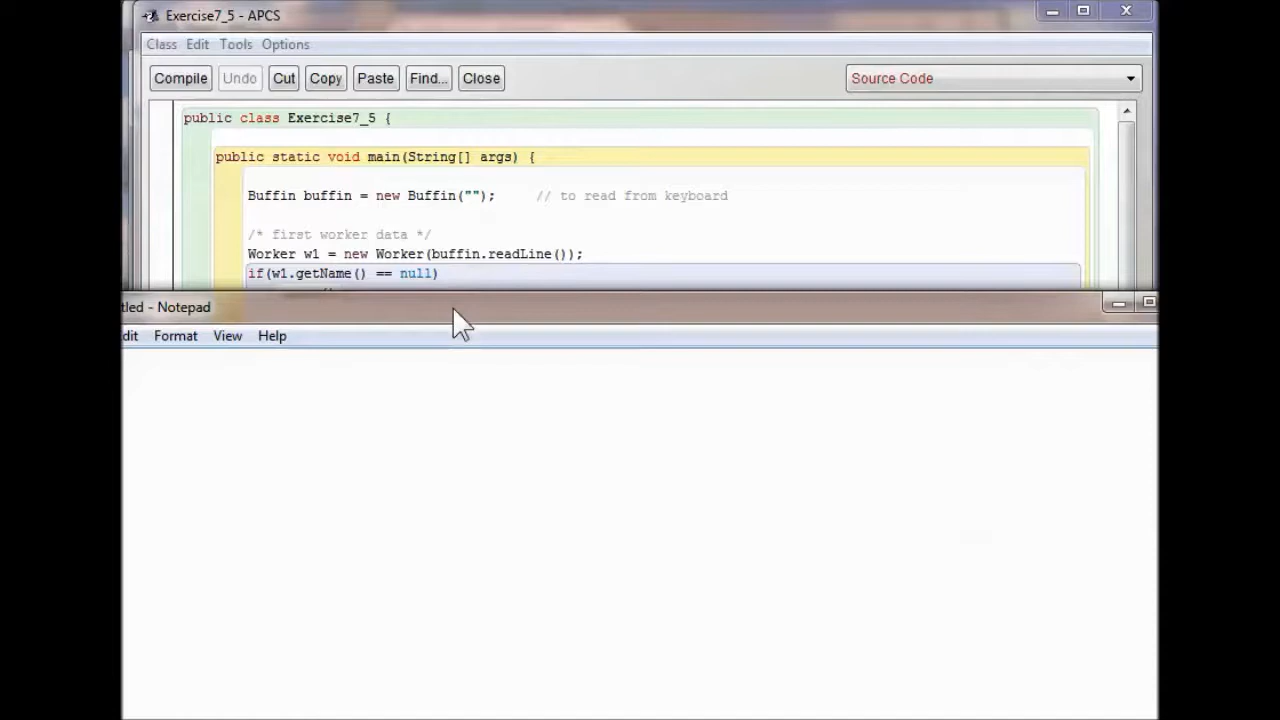 Exercise7_5 - APCS
Class Edit Tools Options
Compile Undo Cut Copy Paste Find... Close Source Code
public class Exercise7_5 {
public static void main(String[] args) {
Buffin buffin = new Buffin(""); // to read from keyboard
/* first worker data */
Worker w1 = new Worker(buffin.readLine());
if(w1.getName() == null)
tled - Notepad
dit Format View Help